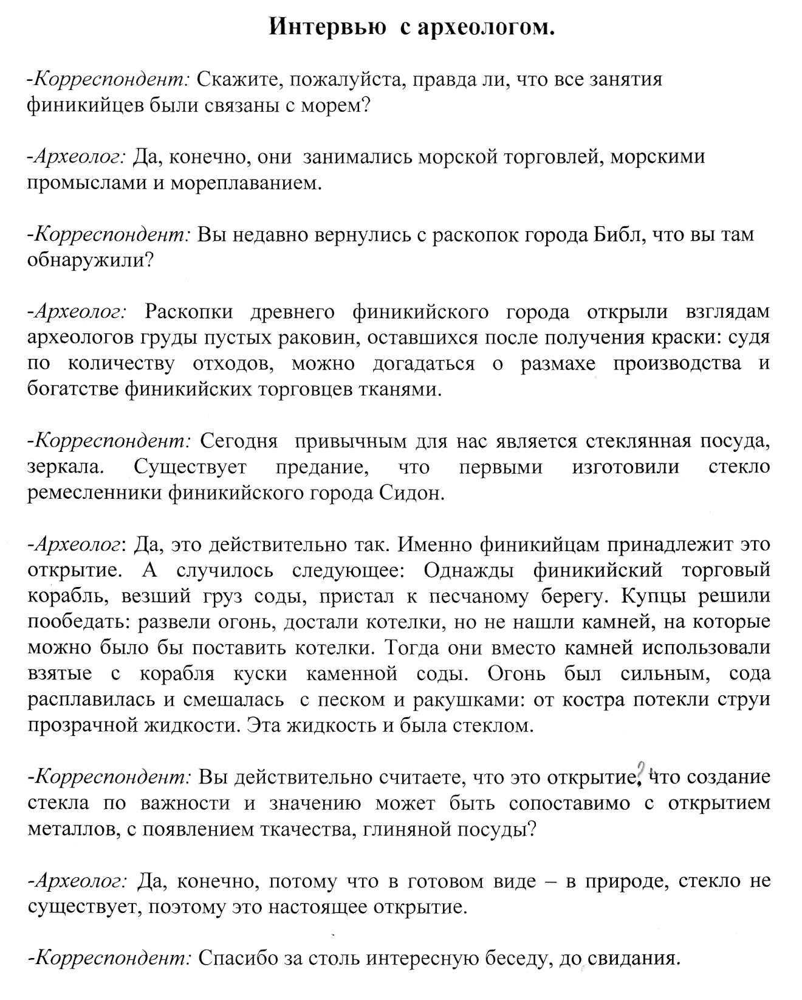 Интервью с археологом.
-Корреспондент: Скажите, пожалуйста, правда ли, что все занятия
финикийцев были связаны с морем?
-Археолог: Да, конечно, они занимались морской торговлей, морскими
промыслами и мореплаванием.
-Корреспондент: Вы недавно вернулись с раскопок города Библ, что вы там
обнаружили?
-Археолог: Раскопки древнего финикийского города открыли взглядам
археологов груды пустых раковин, оставшихся после получения краски: судя
по количеству отходов, можно догадаться о размахе производства и
богатстве финикийских торговцев тканями.
-Корреспондент: Сегодня привычным для нас является стеклянная посуда,
зеркала. Существует предание, что первыми изготовили стекло
ремесленники финикийского города Сидон.
-Археолог: Да, это действительно так. Именно финикийцам принадлежит это
открытие. А случилось следующее: Однажды финикийский торговый
корабль, везший груз соды, пристал к песчаному берегу. Купцы решили
пообедать: развели огонь, достали котелки, но не нашли камней, на которые
можно было бы поставить котелки. Тогда они вместо камней использовали
взятые с корабля куски каменной соды. Огонь был сильным, сода
расплавилась и смешалась с песком и ракушками: от костра потекли струи
прозрачной жидкости. Эта жидкость и была стеклом.
-Корреспондент: Вы действительно считаете, что это открытие? Что создание
стекла по важности и значению может быть сопоставимо с открытием
металлов, с появлением ткачества, глиняной посуды?
-Археолог: Да, конечно, потому что в готовом виде – в природе, стекло не
существует, поэтому это настоящее открытие.
-Корреспондент: Спасибо за столь интересную беседу, до свидания.